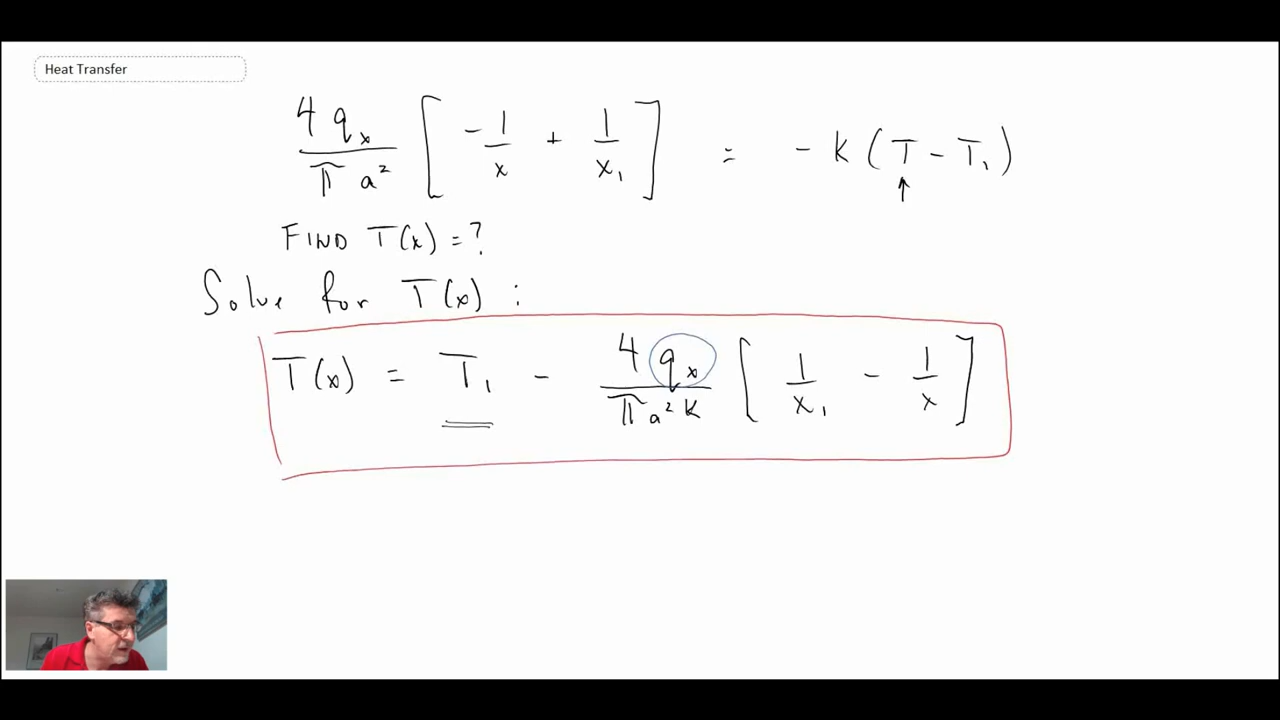 Heat Transfer
4 qₓ / π a² [ - 1/x + 1/x₁ ] = - K ( T - T₁ )
↑
FIND T(x) = ?
Solve for T(x) :
T(x) = T₁ - 4 qₓ / π a² K [ 1/x₁ - 1/x ]